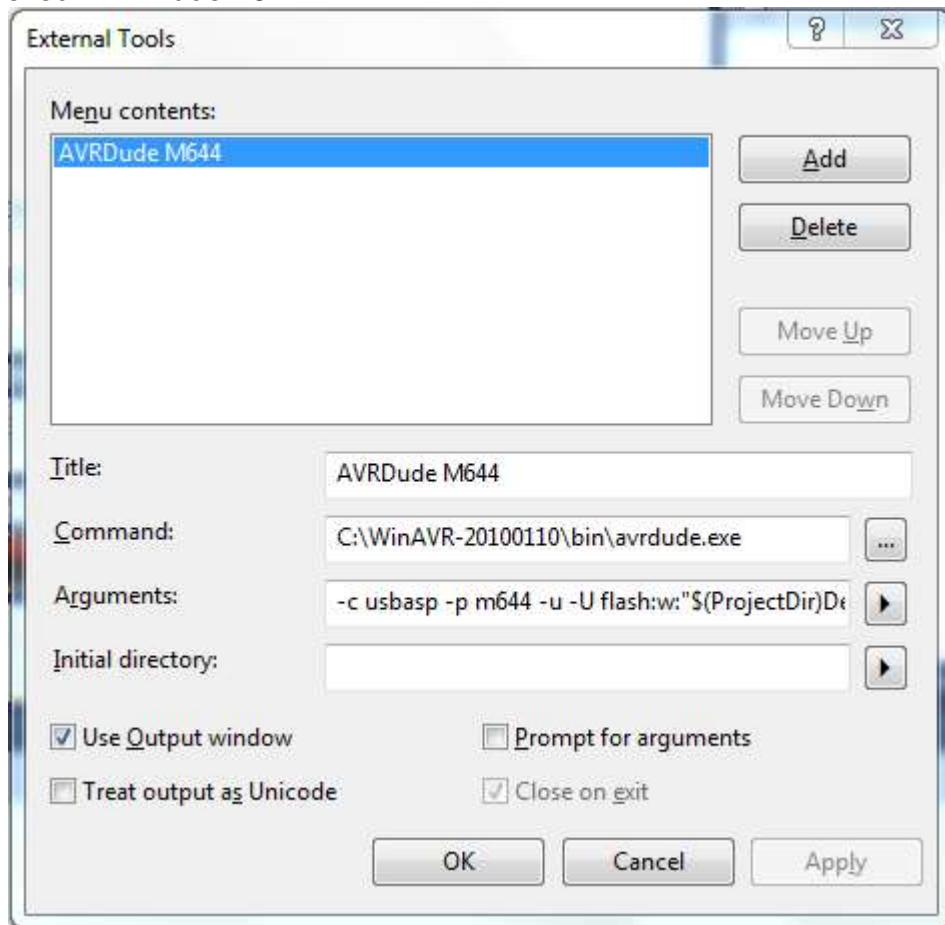 External Tools
Menu contents:
AVRDude M644
Add
Delete
Move Up
Move Down
Title:
AVRDude M644
Command:
C:\WinAVR-20100110\bin\avrdude.exe
...
Arguments:
-c usbasp -p m644 -u -U flash:w:"$(ProjectDir)De
Initial directory:
Use Output window
Prompt for arguments
Treat output as Unicode
Close on exit
OK
Cancel
Apply